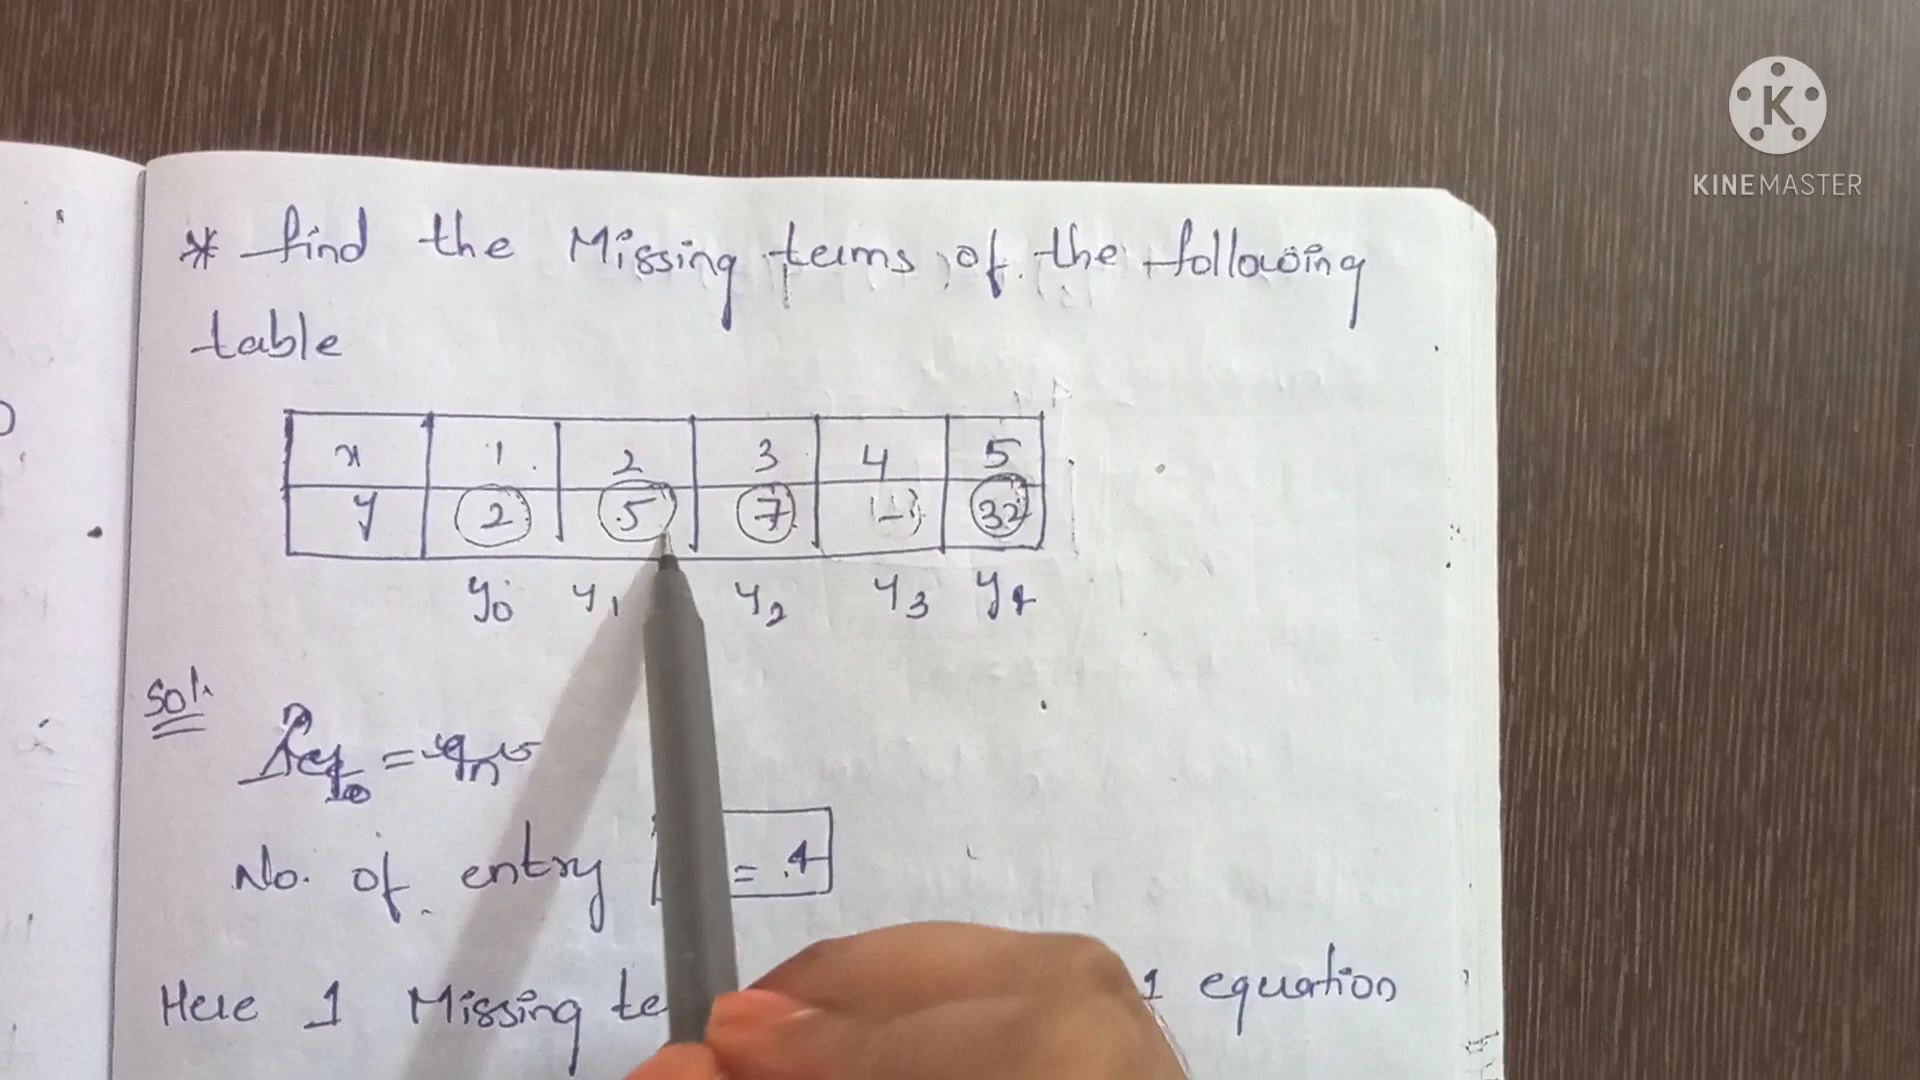 KINEMASTER
* find the Missing terms of the following
table
x 1 2 3 4 5
y 2 5 7 - 32
y0 y1 y2 y3 y4
Sol:
No. of entry = 4
Here 1 Missing te 1 equation